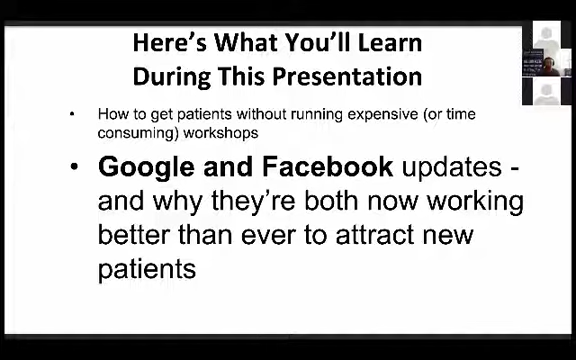 Here's What You'll Learn
During This Presentation
• How to get patients without running expensive (or time
consuming) workshops
• Google and Facebook updates -
and why they're both now working
better than ever to attract new
patients